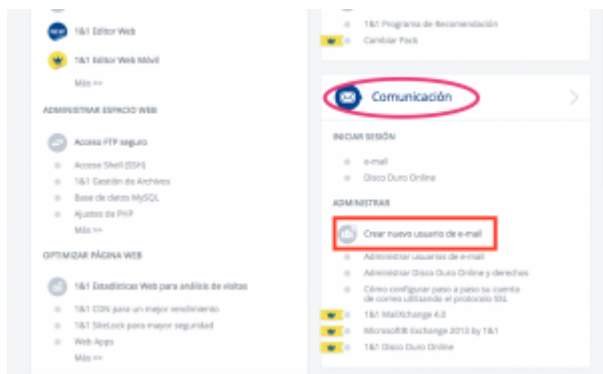 1&1 Editor Web
1&1 Editor Web Móvil
Más >>
ADMINISTRAR ESPACIO WEB
Acceso FTP seguro
Acceso Shell (SSH)
1&1 Gestión de Archivos
Base de datos MySQL
Ajustes de PHP
Más >>
OPTIMIZAR PÁGINA WEB
1&1 Estadísticas Web para análisis de visitas
1&1 CDN para un mejor rendimiento
1&1 SiteLock para mayor seguridad
Web Apps
Más >>
1&1 Programa de Recomendación
Cambiar Pack
Comunicación
INICIAR SESIÓN
e-mail
Disco Duro Online
ADMINISTRAR
Crear nuevo usuario de e-mail
Administrar usuarios de e-mail
Administrar Disco Duro Online y derechos
Cómo configurar paso a paso su cuenta
de correo utilizando el protocolo SSL
1&1 MailXchange 4.0
Microsoft® Exchange 2013 by 1&1
1&1 Disco Duro Online